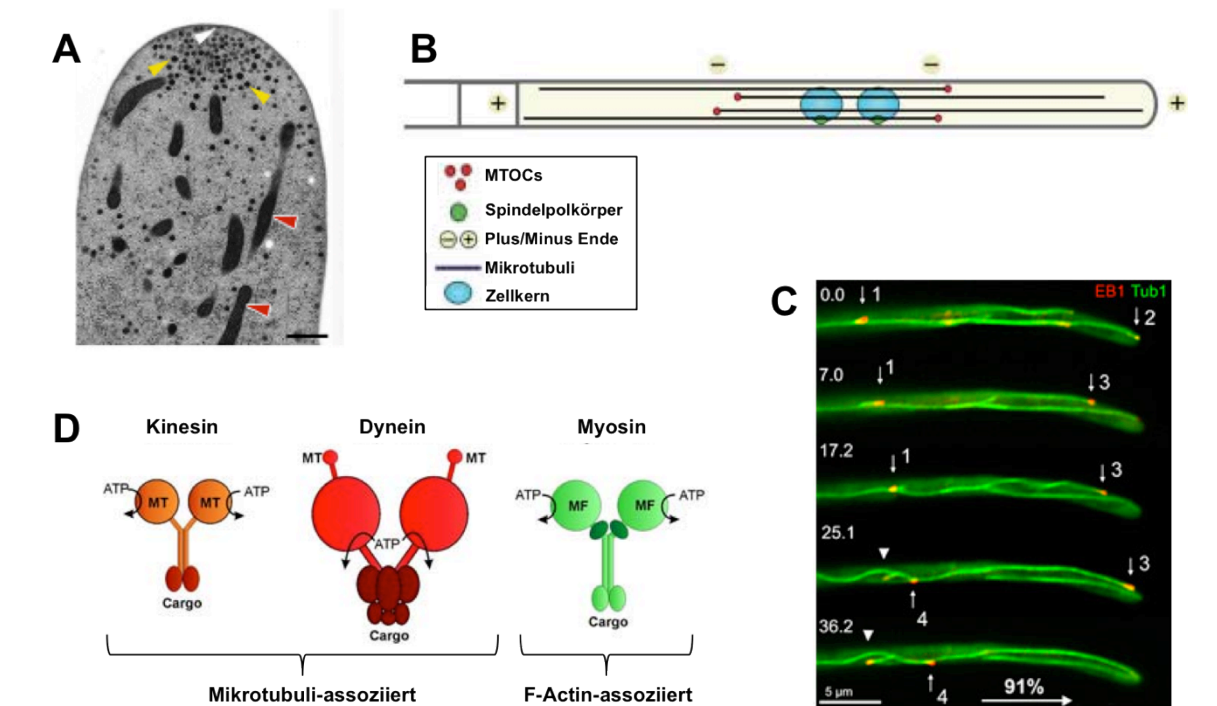 A
B
− −
+ +
MTOCs
Spindelpolkörper
− + Plus/Minus Ende
Mikrotubuli
Zellkern
C
EB1 Tub1
0.0 1
2
7.0 1 3
17.2 1 3
25.1 3
4
36.2
4
5 µm 91%
D
Kinesin Dynein Myosin
MT MT
ATP MT MT ATP
ATP MF MF ATP
ATP
Cargo
Cargo
Cargo
Mikrotubuli-assoziiert F-Actin-assoziiert